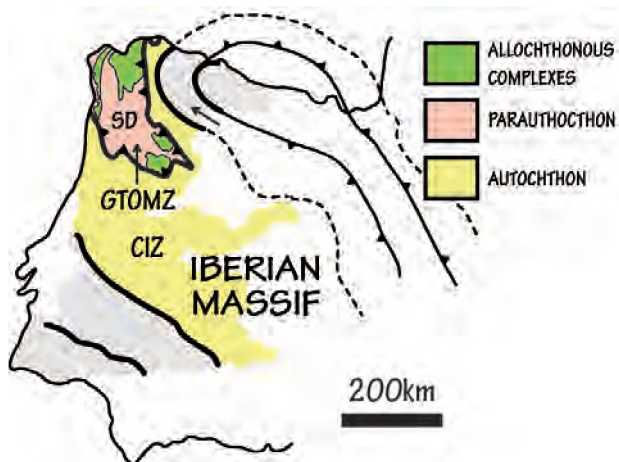 ALLOCHTHONOUS
COMPLEXES
PARAUTHOCTHON
AUTOCHTHON
SD
GTOMZ
CIZ
IBERIAN
MASSIF
200km